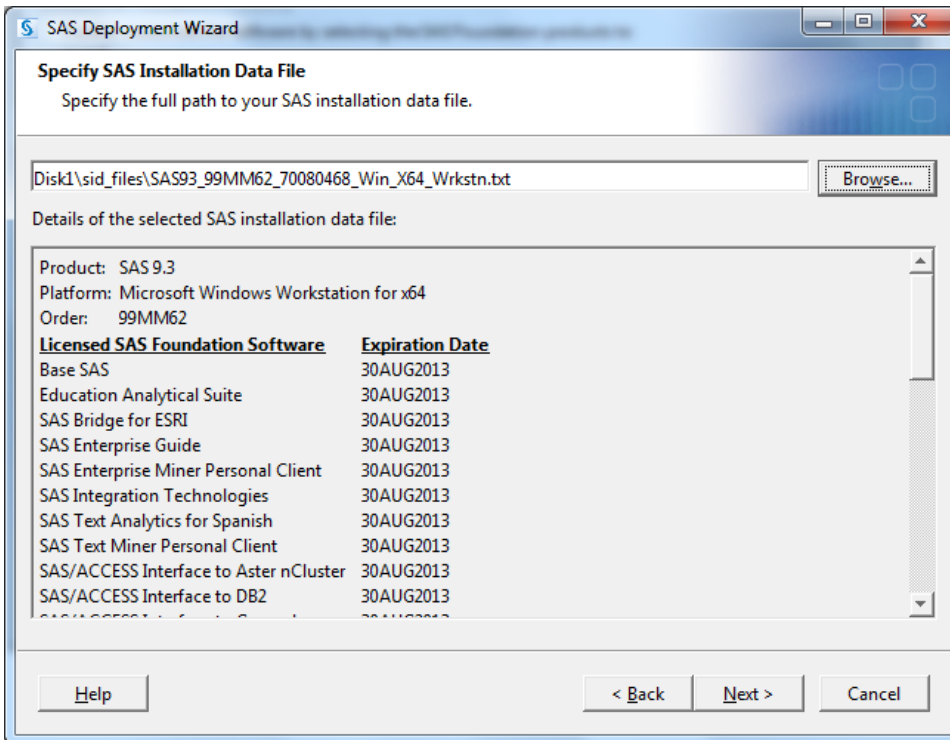 SAS Deployment Wizard
Specify SAS Installation Data File
Specify the full path to your SAS installation data file.
Disk1\sid_files\SAS93_99MM62_70080468_Win_X64_Wrkstn.txt
Browse...
Details of the selected SAS installation data file:
Product: SAS 9.3
Platform: Microsoft Windows Workstation for x64
Order: 99MM62
Licensed SAS Foundation Software Expiration Date
Base SAS 30AUG2013
Education Analytical Suite 30AUG2013
SAS Bridge for ESRI 30AUG2013
SAS Enterprise Guide 30AUG2013
SAS Enterprise Miner Personal Client 30AUG2013
SAS Integration Technologies 30AUG2013
SAS Text Analytics for Spanish 30AUG2013
SAS Text Miner Personal Client 30AUG2013
SAS/ACCESS Interface to Aster nCluster 30AUG2013
SAS/ACCESS Interface to DB2 30AUG2013
Help
< Back
Next >
Cancel